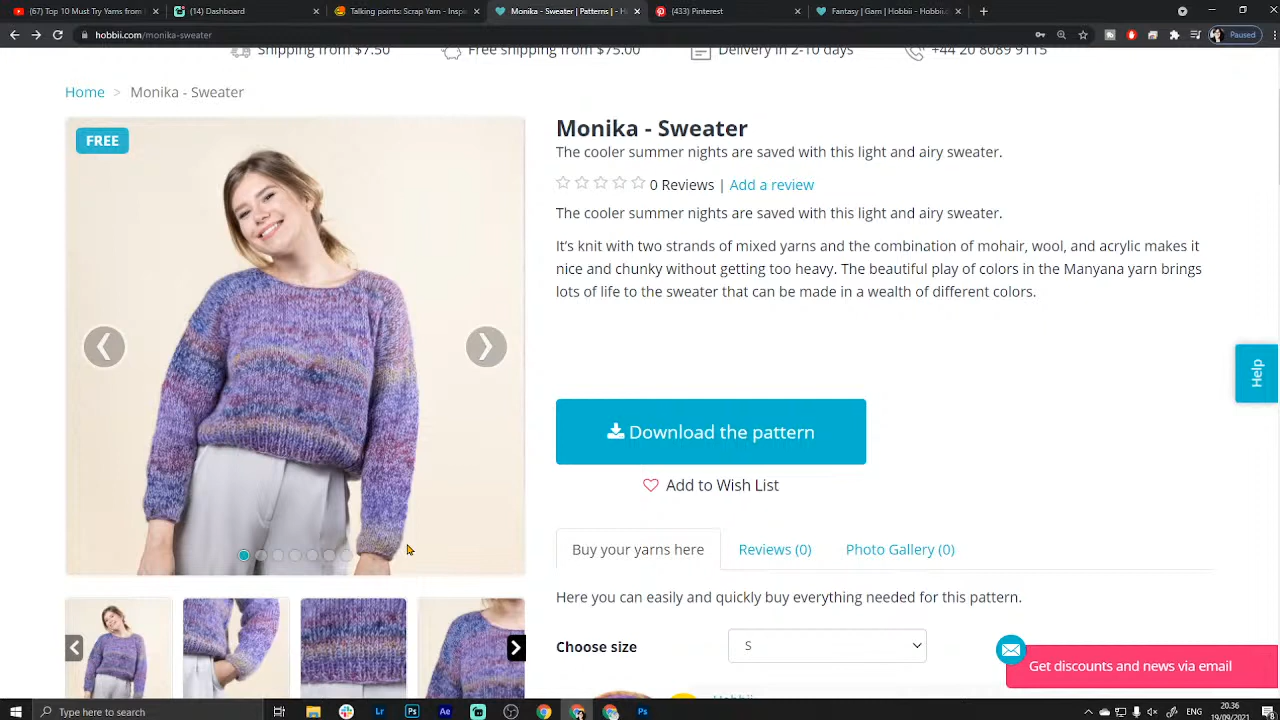 (67) Top 10 Must Try Yarns from
(14) Dashboard
Talking points: Scrap Yarn - Inspi
Monika - Sweater | Patterns | - H
(433) Pinterest
Fantasy | Garn | Hobbii - Hobbii.
hobbii.com/monika-sweater
Paused
Shipping from $7.50
Free shipping from $75.00
Delivery in 2-10 days
+44 20 8089 9115
Home > Monika - Sweater
FREE
Monika - Sweater
The cooler summer nights are saved with this light and airy sweater.
0 Reviews | Add a review
The cooler summer nights are saved with this light and airy sweater.
It's knit with two strands of mixed yarns and the combination of mohair, wool, and acrylic makes it
nice and chunky without getting too heavy. The beautiful play of colors in the Manyana yarn brings
lots of life to the sweater that can be made in a wealth of different colors.
Help
Download the pattern
Add to Wish List
Buy your yarns here
Reviews (0)
Photo Gallery (0)
Here you can easily and quickly buy everything needed for this pattern.
Choose size
S
Get discounts and news via email
Hobbii
Type here to search
Lr
Ps
Ae
Ps
ENG
20.36
19/09/2021